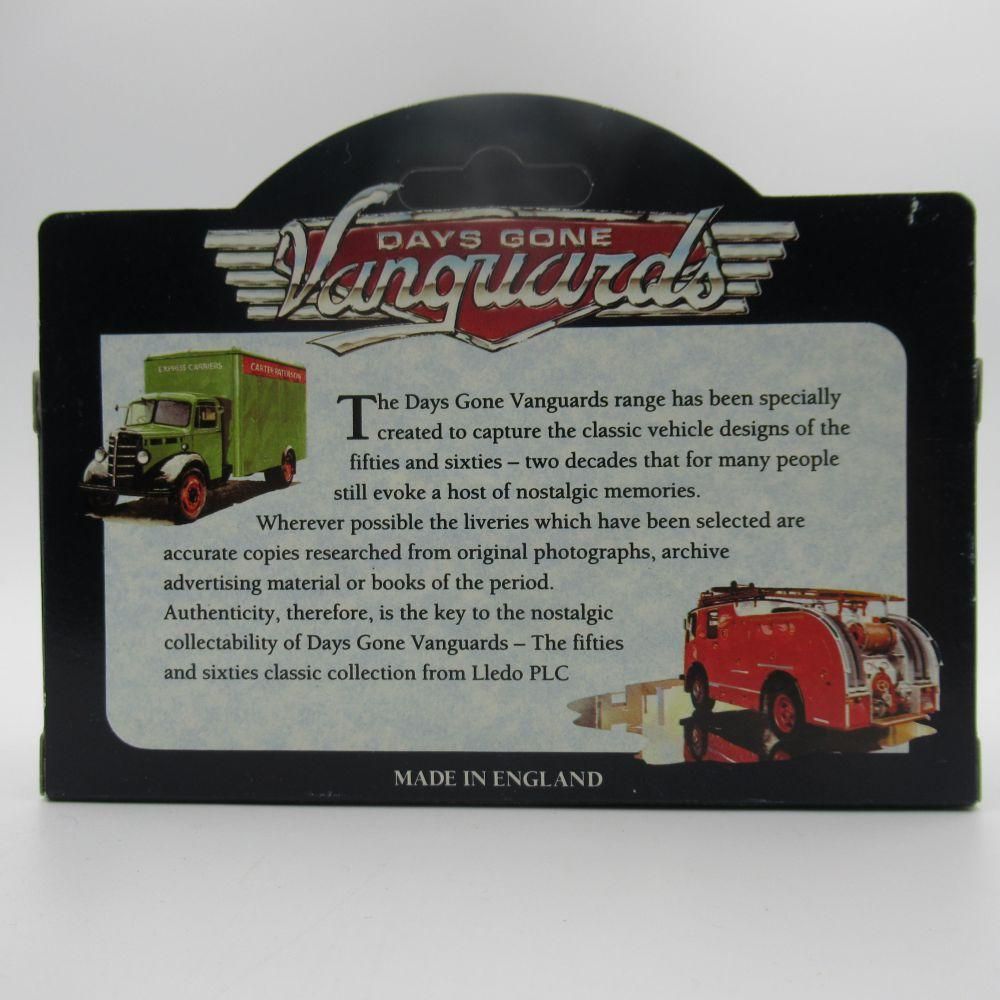 DAYS GONE
Vanguards
EXPRESS CARRIERS
CARTER PATERSON
The Days Gone Vanguards range has been specially
created to capture the classic vehicle designs of the
fifties and sixties – two decades that for many people
still evoke a host of nostalgic memories.
Wherever possible the liveries which have been selected are
accurate copies researched from original photographs, archive
advertising material or books of the period.
Authenticity, therefore, is the key to the nostalgic
collectability of Days Gone Vanguards – The fifties
and sixties classic collection from Lledo PLC
MADE IN ENGLAND